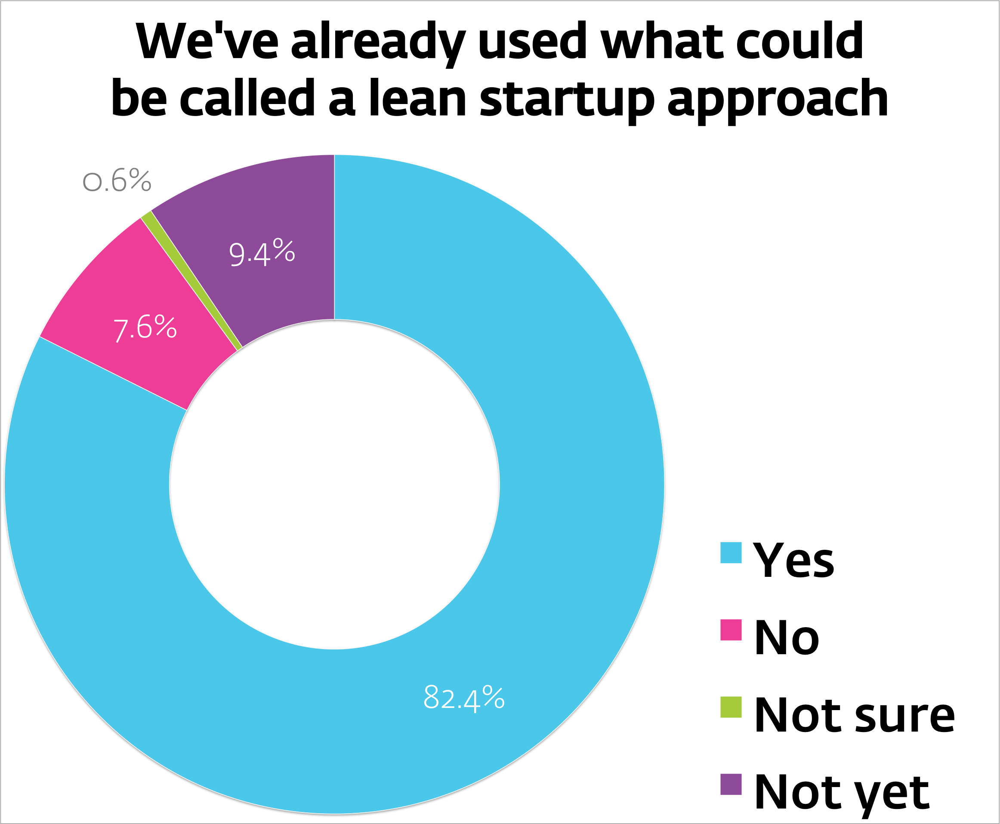 We've already used what could
be called a lean startup approach
0.6%
9.4%
7.6%
82.4%
Yes
No
Not sure
Not yet